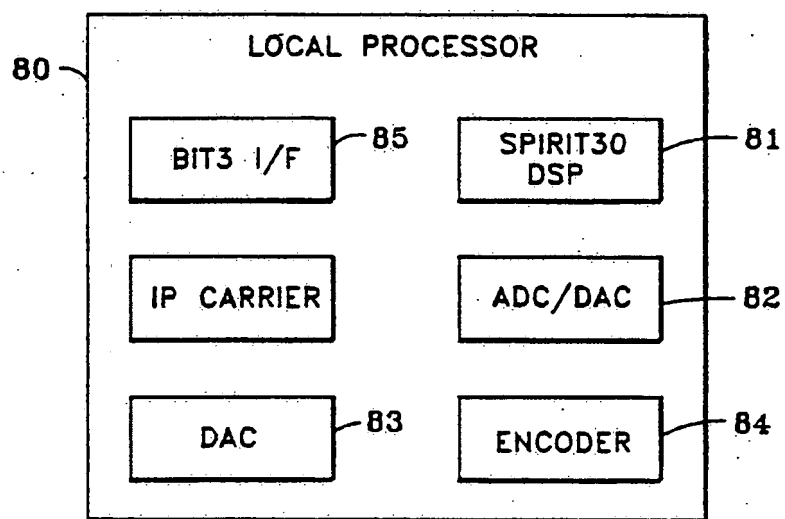 LOCAL PROCESSOR
80
BIT3 I/F
85
SPIRIT30
DSP
81
IP CARRIER
ADC/DAC
82
DAC
83
ENCODER
84